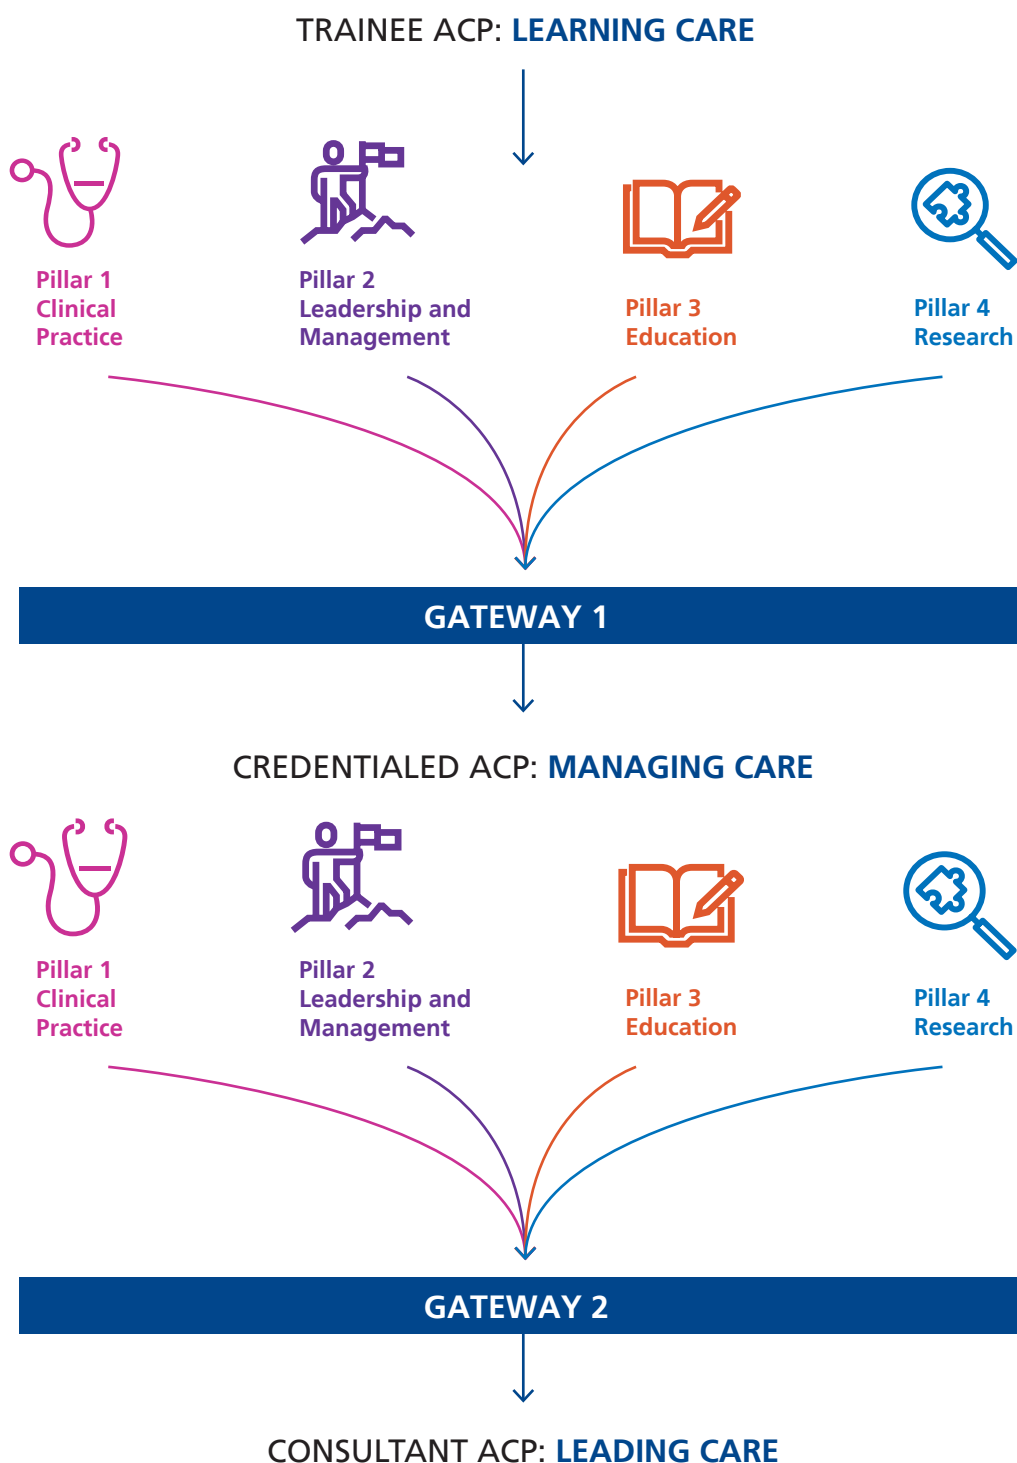 TRAINEE ACP: LEARNING CARE
Pillar 1
Clinical
Practice
Pillar 2
Leadership and
Management
Pillar 3
Education
Pillar 4
Research
GATEWAY 1
CREDENTIALED ACP: MANAGING CARE
Pillar 1
Clinical
Practice
Pillar 2
Leadership and
Management
Pillar 3
Education
Pillar 4
Research
GATEWAY 2
CONSULTANT ACP: LEADING CARE